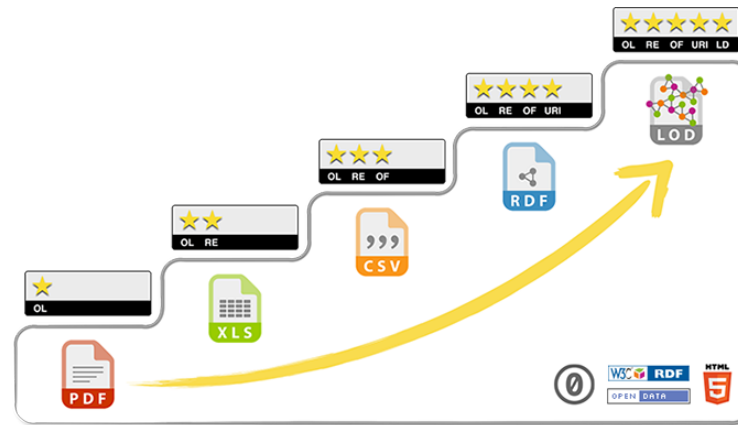 OL RE OF URI LD
LOD
OL RE OF URI
RDF
OL RE OF
,,,
CSV
OL RE
XLS
OL
PDF
0
W3C RDF
OPEN DATA
HTML
5